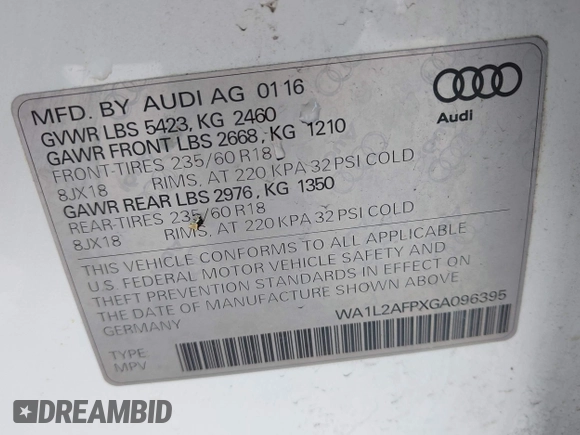 MFD. BY AUDI AG 01 16
GVWR LBS 5423, KG 2460
GAWR FRONT LBS 2668, KG 1210
FRONT-TIRES 235/60 R18
8JX18 RIMS, AT 220 KPA 32 PSI COLD
GAWR REAR LBS 2976, KG 1350
REAR-TIRES 235/60 R18
8JX18 RIMS, AT 220 KPA 32 PSI COLD
Audi
THIS VEHICLE CONFORMS TO ALL APPLICABLE
U.S. FEDERAL MOTOR VEHICLE SAFETY AND
THEFT PREVENTION STANDARDS IN EFFECT ON
THE DATE OF MANUFACTURE SHOWN ABOVE
GERMANY
WA1L2AFPXGA096395
TYPE
MPV
DREAMBID